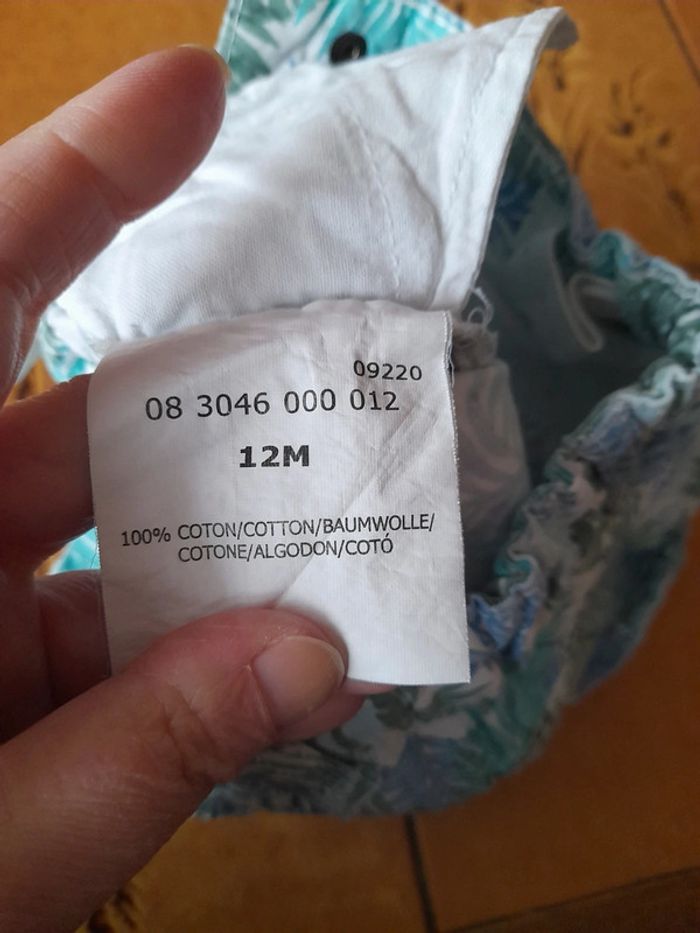 09220
08 3046 000 012
12M
100% COTON/COTTON/BAUMWOLLE/
COTONE/ALGODON/COTÓ